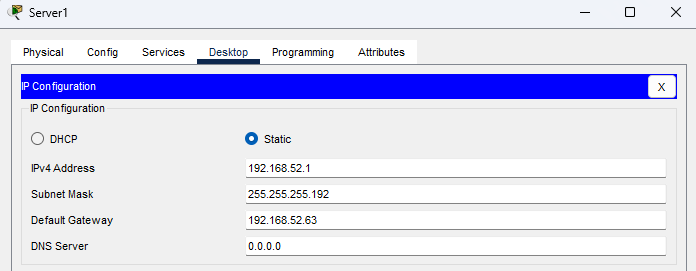 Server1
Physical Config Services Desktop Programming Attributes
IP Configuration X
IP Configuration
DHCP Static
IPv4 Address 192.168.52.1
Subnet Mask 255.255.255.192
Default Gateway 192.168.52.63
DNS Server 0.0.0.0